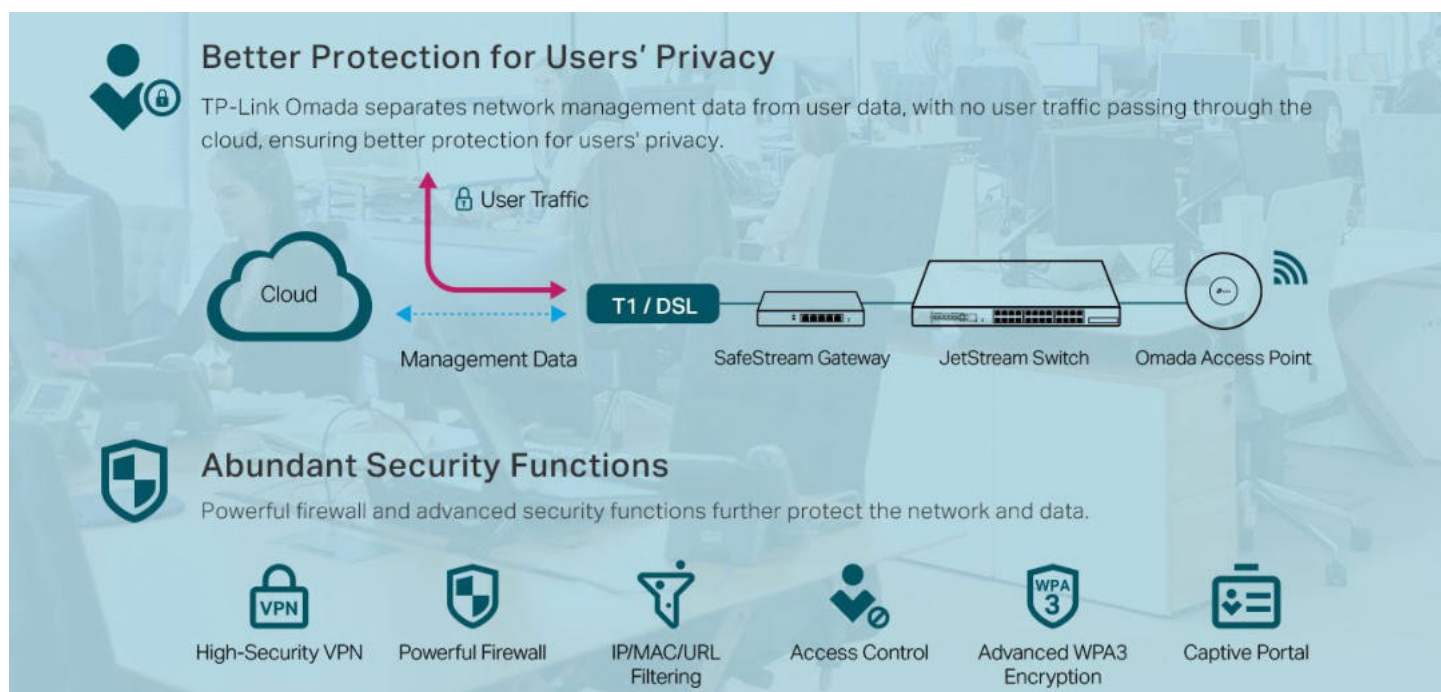 Better Protection for Users' Privacy
TP-Link Omada separates network management data from user data, with no user traffic passing through the
cloud, ensuring better protection for users' privacy.
User Traffic
Cloud
T1 / DSL
Management Data
SafeStream Gateway
JetStream Switch
Omada Access Point
Abundant Security Functions
Powerful firewall and advanced security functions further protect the network and data.
VPN
WPA
3
High-Security VPN
Powerful Firewall
IP/MAC/URL
Filtering
Access Control
Advanced WPA3
Encryption
Captive Portal